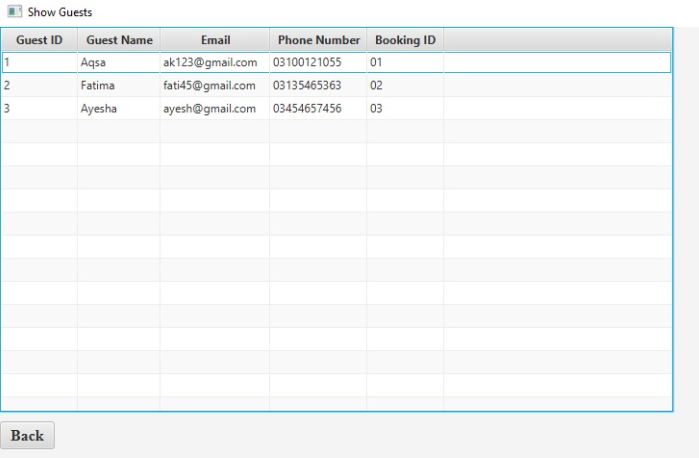 Show Guests
Guest ID Guest Name Email Phone Number Booking ID
1 Aqsa ak123@gmail.com 03100121055 01
2 Fatima fati45@gmail.com 03135465363 02
3 Ayesha ayesh@gmail.com 03454657456 03
Back